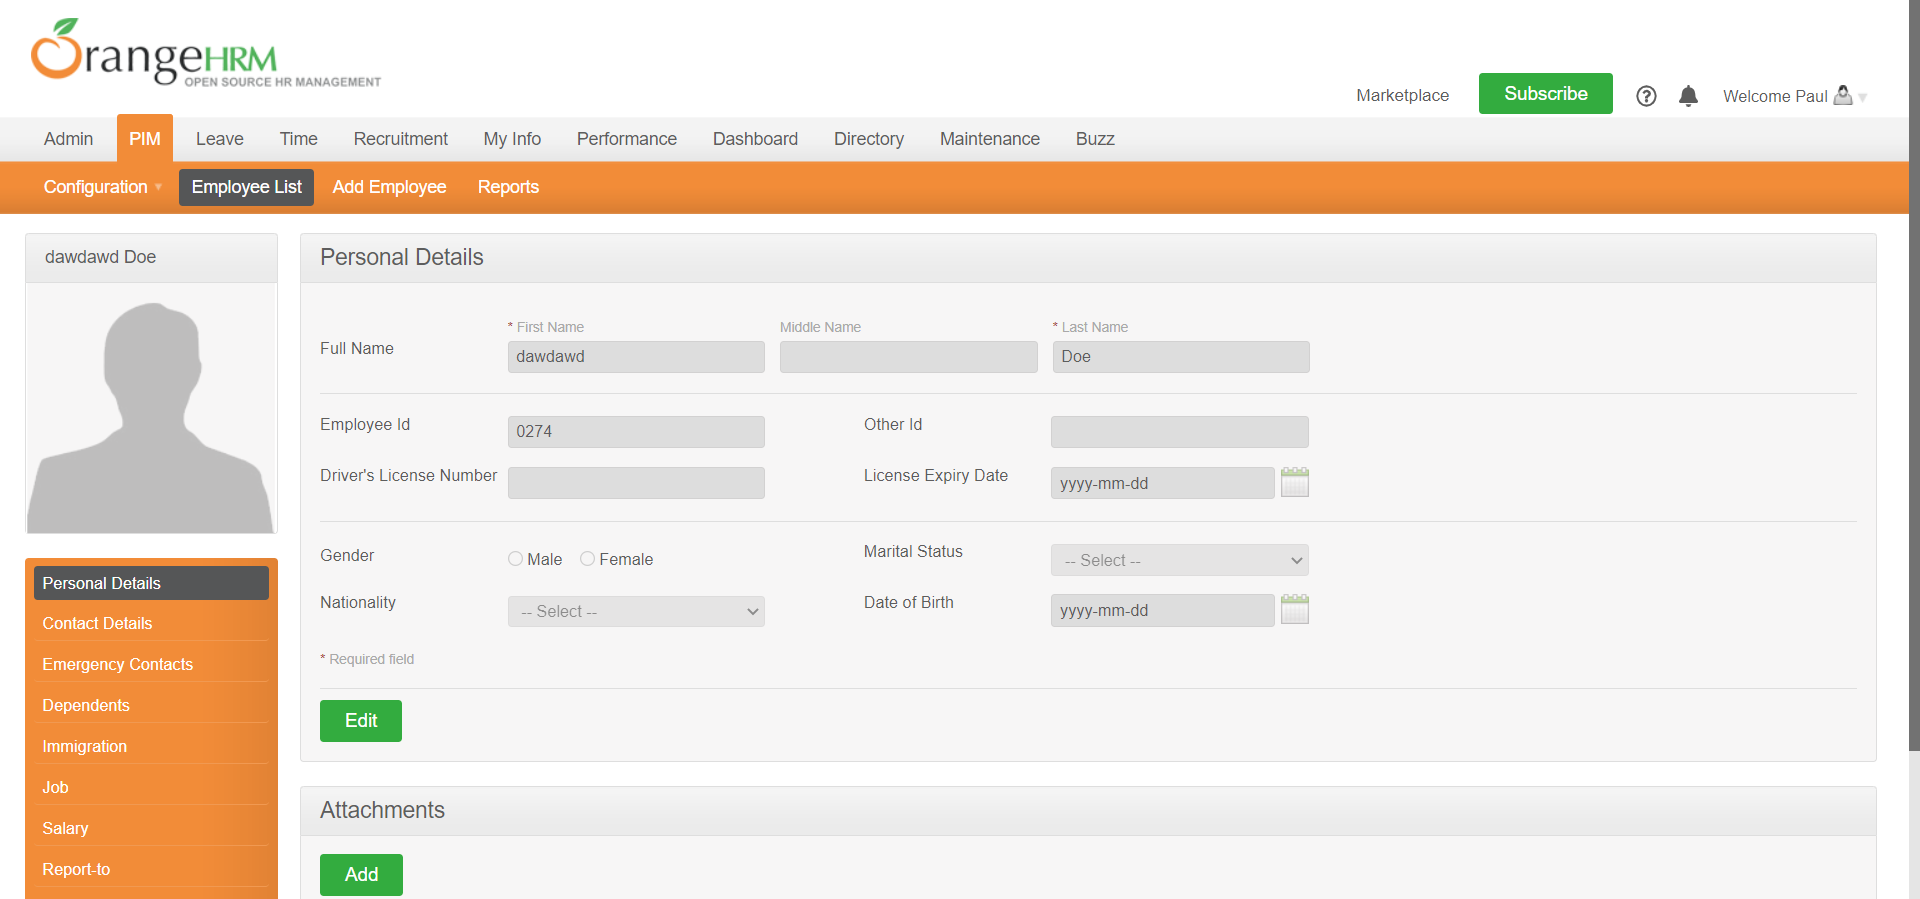 OrangeHRM
OPEN SOURCE HR MANAGEMENT
Marketplace
Subscribe
Welcome Paul
Admin
PIM
Leave
Time
Recruitment
My Info
Performance
Dashboard
Directory
Maintenance
Buzz
Configuration
Employee List
Add Employee
Reports
dawdawd Doe
Personal Details
Contact Details
Emergency Contacts
Dependents
Immigration
Job
Salary
Report-to
Personal Details
Full Name
* First Name
dawdawd
Middle Name
* Last Name
Doe
Employee Id
0274
Other Id
Driver's License Number
License Expiry Date
yyyy-mm-dd
Gender
Male
Female
Marital Status
-- Select --
Nationality
-- Select --
Date of Birth
yyyy-mm-dd
* Required field
Edit
Attachments
Add